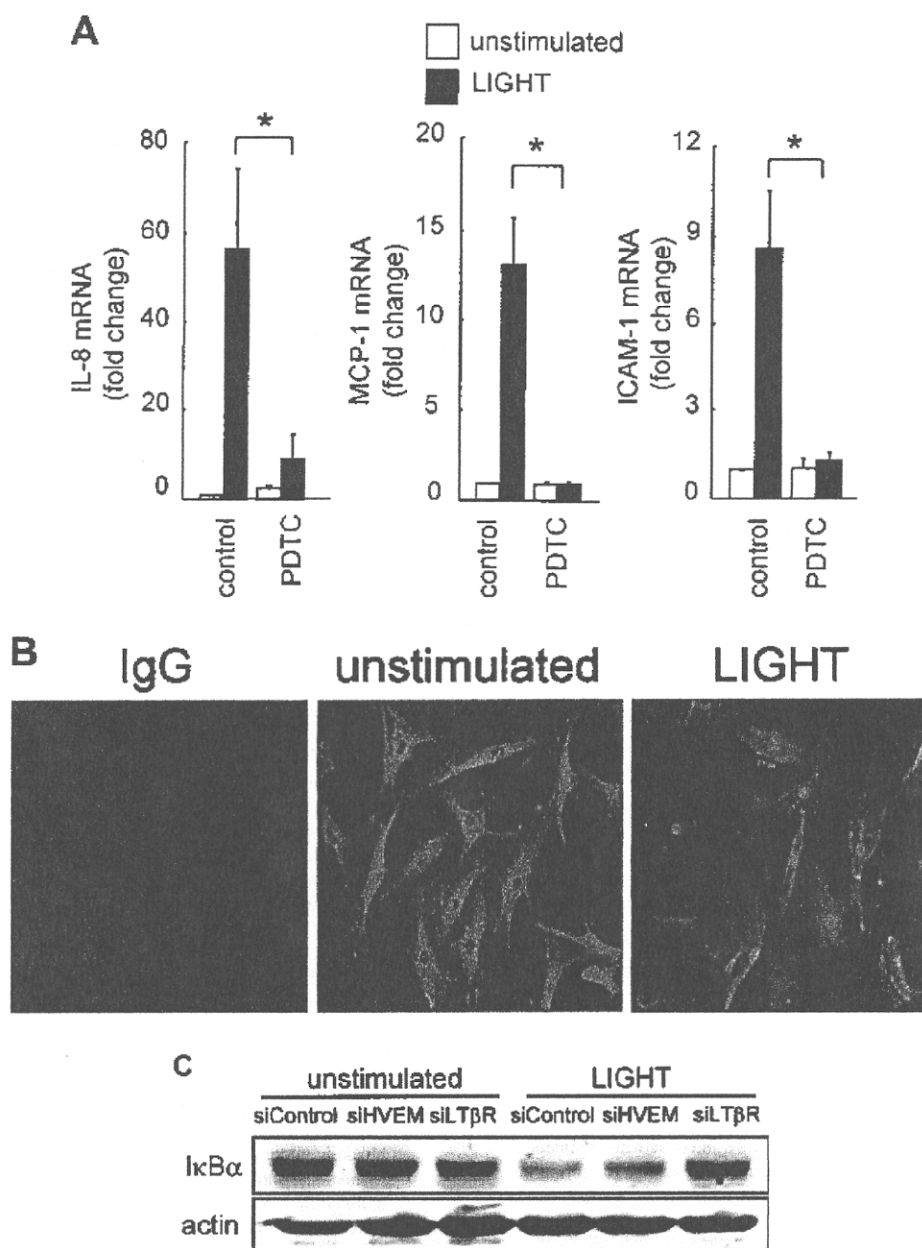 A
unstimulated
LIGHT
80
60
40
20
0
IL-8 mRNA
(fold change)
*
control
PDTC
20
15
10
5
0
MCP-1 mRNA
(fold change)
*
control
PDTC
12
9
6
3
0
ICAM-1 mRNA
(fold change)
*
control
PDTC
B
IgG
unstimulated
LIGHT
C
unstimulated
LIGHT
siControl siHVEM siLTβR siControl siHVEM siLTβR
IκBα
actin